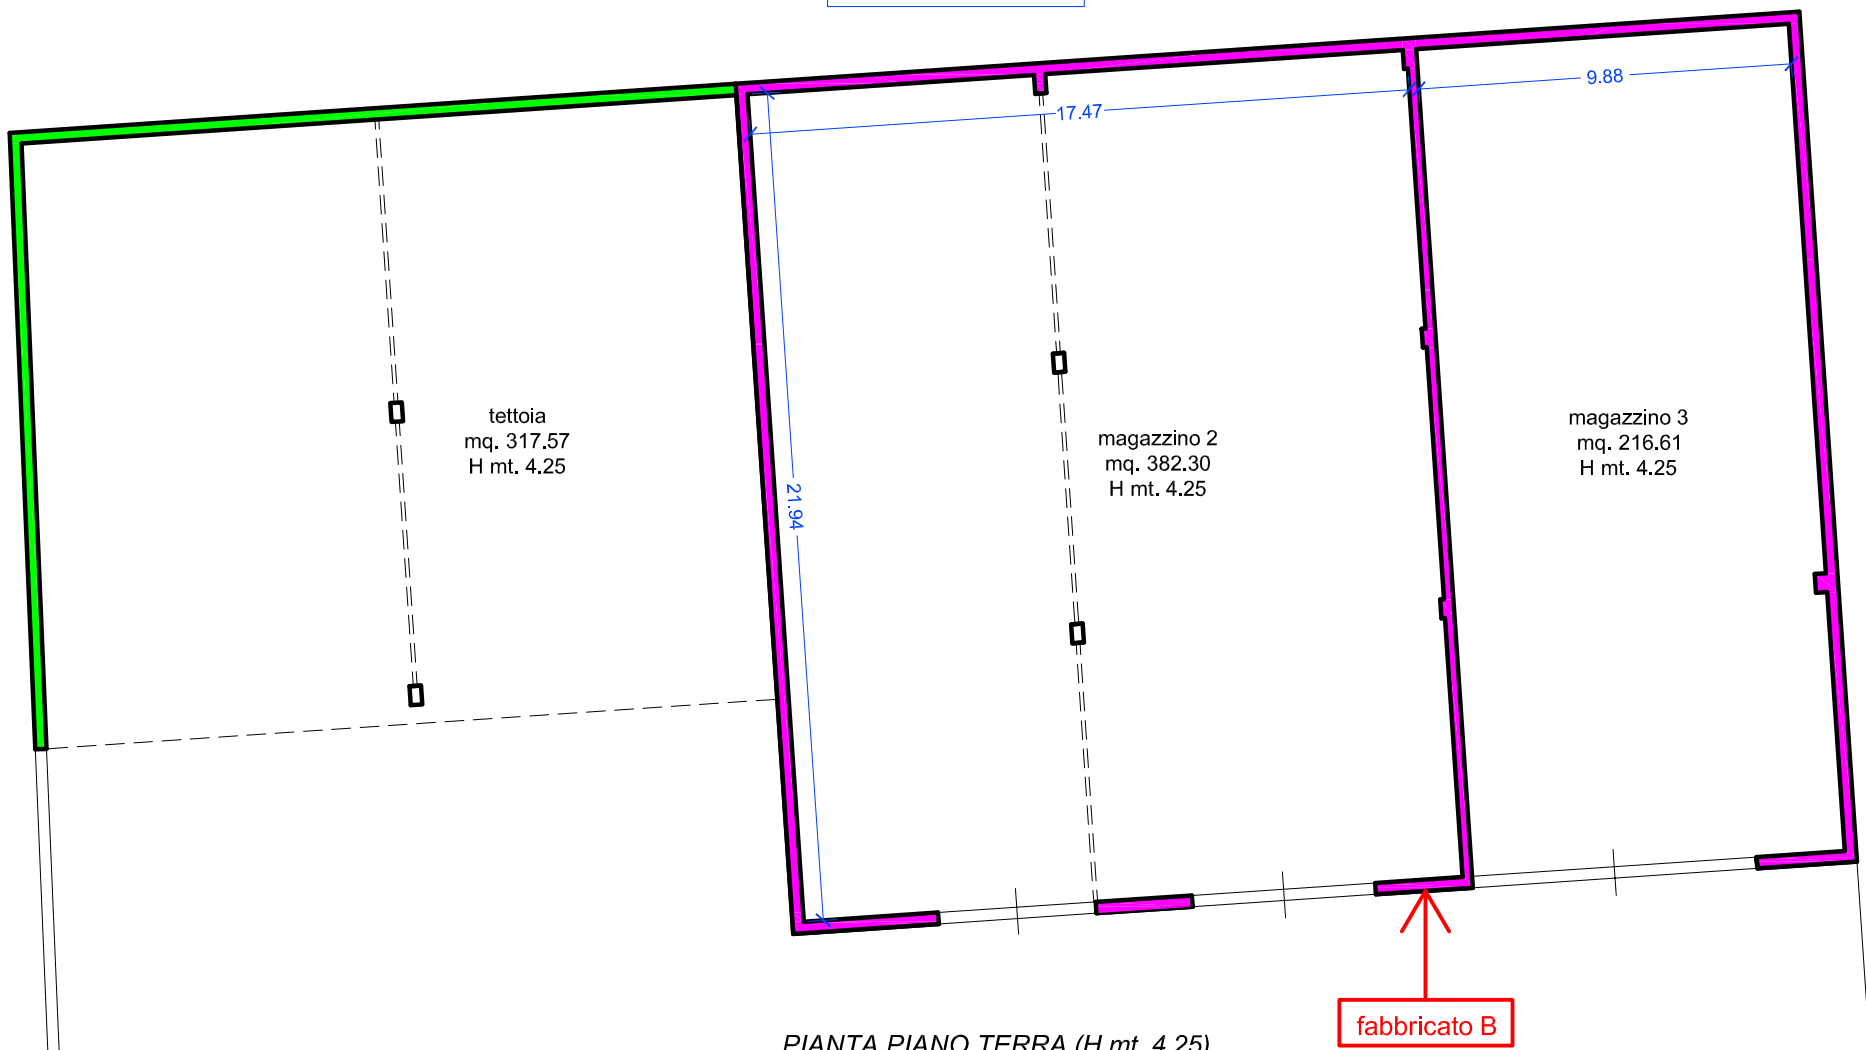 9.88
17.47
tettoia
mq. 317.57
H mt. 4.25
magazzino 2
mq. 382.30
H mt. 4.25
magazzino 3
mq. 216.61
H mt. 4.25
21.94
fabbricato B
PIANTA PIANO TERRA (H mt. 4.25)